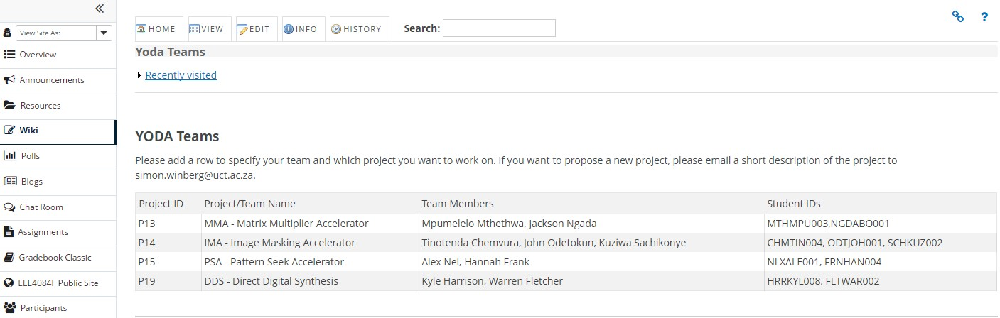 View Site As:
Overview
Announcements
Resources
Wiki
Polls
Blogs
Chat Room
Assignments
Gradebook Classic
EEE4084F Public Site
Participants
HOME VIEW EDIT INFO HISTORY Search:
?
Yoda Teams
Recently visited
YODA Teams
Please add a row to specify your team and which project you want to work on. If you want to propose a new project, please email a short description of the project to
simon.winberg@uct.ac.za.
Project ID Project/Team Name Team Members Student IDs
P13 MMA - Matrix Multiplier Accelerator Mpumelelo Mthethwa, Jackson Ngada MTHMPU003,NGDABO001
P14 IMA - Image Masking Accelerator Tinotenda Chemvura, John Odetokun, Kuziwa Sachikonye CHMTIN004, ODTJOH001, SCHKUZ002
P15 PSA - Pattern Seek Accelerator Alex Nel, Hannah Frank NLXALE001, FRNHAN004
P19 DDS - Direct Digital Synthesis Kyle Harrison, Warren Fletcher HRRKYL008, FLTWAR002